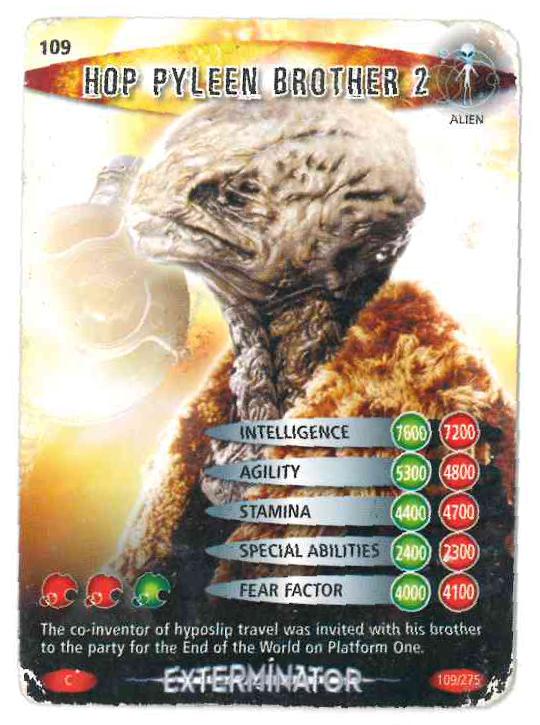 109
HOP PYLEEN BROTHER 2
ALIEN
INTELLIGENCE 7600 7200
AGILITY 5300 4800
STAMINA 4400 4700
SPECIAL ABILITIES 2400 2300
FEAR FACTOR 4000 4100
The co-inventor of hyposlip travel was invited with his brother
to the party for the End of the World on Platform One.
C EXTERMINATOR 109/275